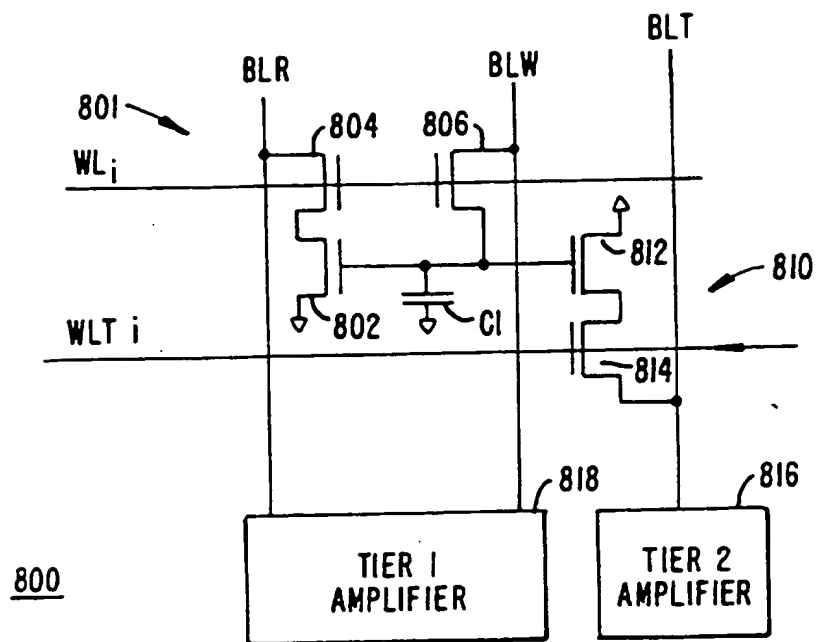 BLT
BLR
BLW
801
804
806
WLi
812
810
802
C1
WLT i
814
818
816
TIER 1
AMPLIFIER
TIER 2
AMPLIFIER
800